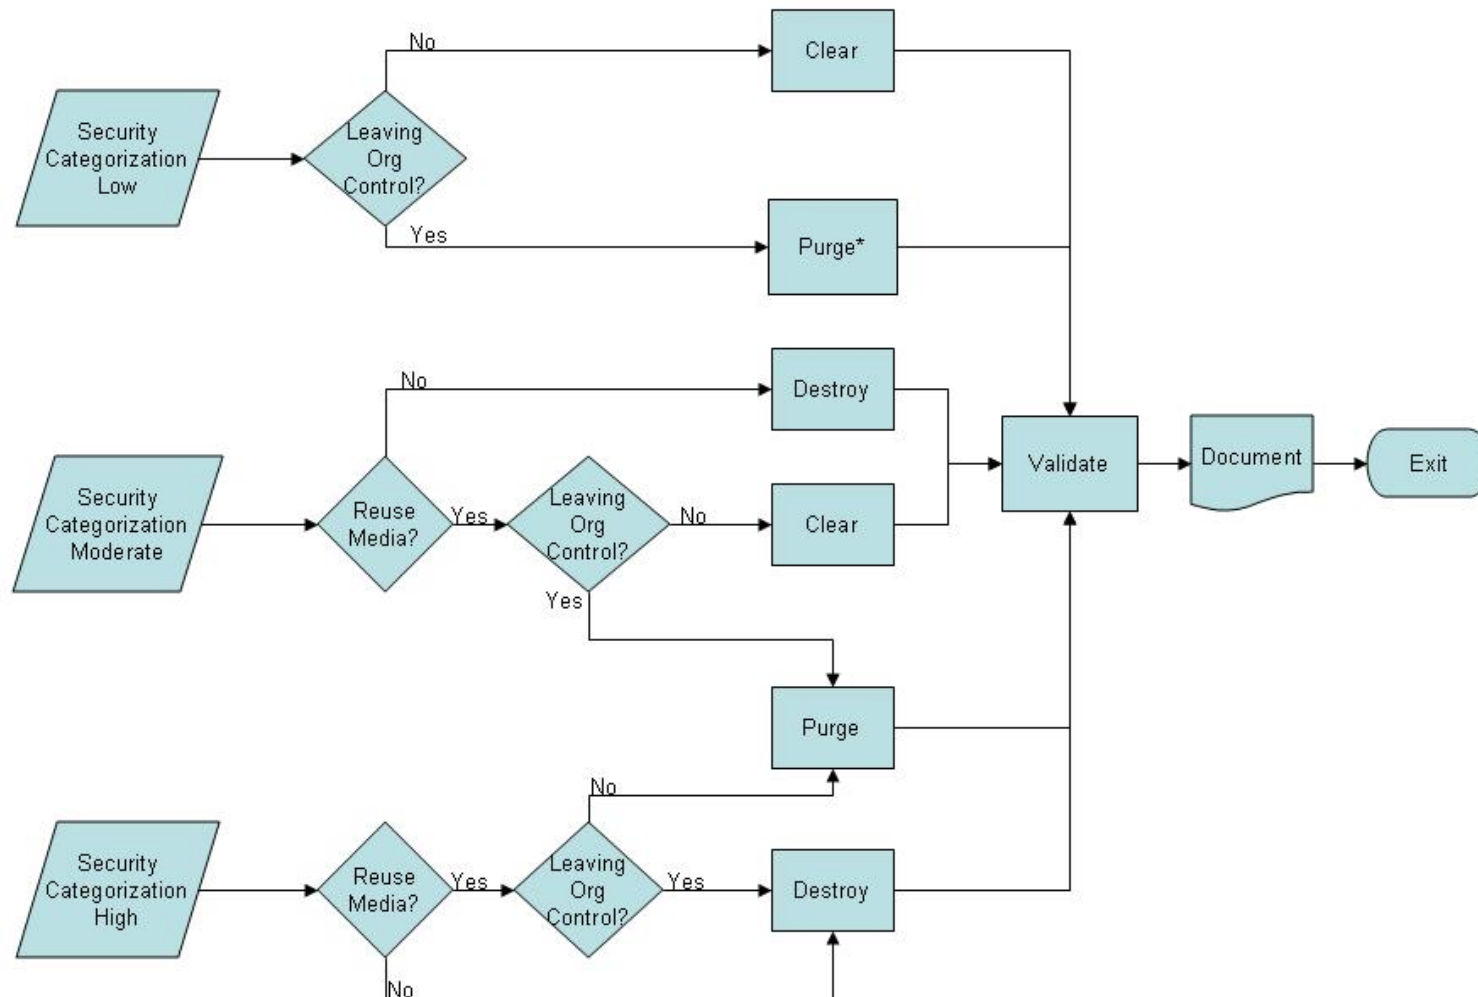 No
Clear
Security
Categorization
Low
Leaving
Org
Control?
Yes
Purge*
No
Destroy
Security
Categorization
Moderate
Reuse
Media?
Yes
Leaving
Org
Control?
No
Clear
Yes
Validate
Document
Exit
Purge
No
Security
Categorization
High
Reuse
Media?
Yes
Leaving
Org
Control?
Yes
Destroy
No